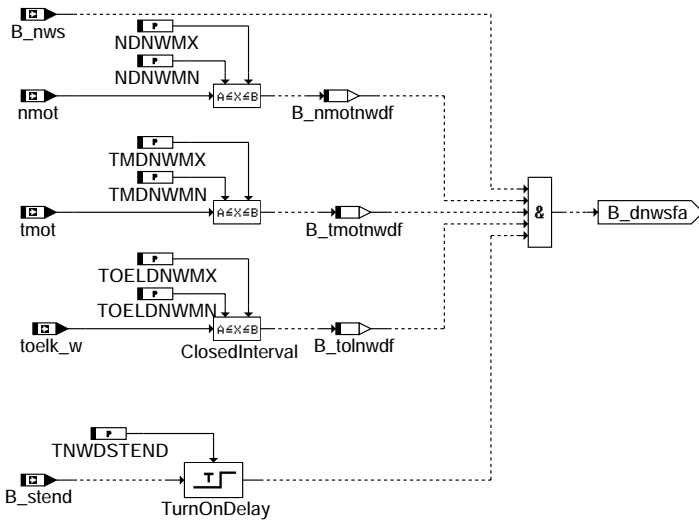 P
B_nws
NDNWMX
P
NDNWMN
nmot
A≤X≤B
B_nmotnwdf
P
TMDNWMX
P
TMDNWMN
tmot
A≤X≤B
B_tmotnwdf
&
B_dnwsfa
P
TOELDNWMX
P
TOELDNWMN
toelk_w
A≤X≤B
ClosedInterval
B_tolnwdf
P
TNWDSTEND
B_stend
T
TurnOnDelay